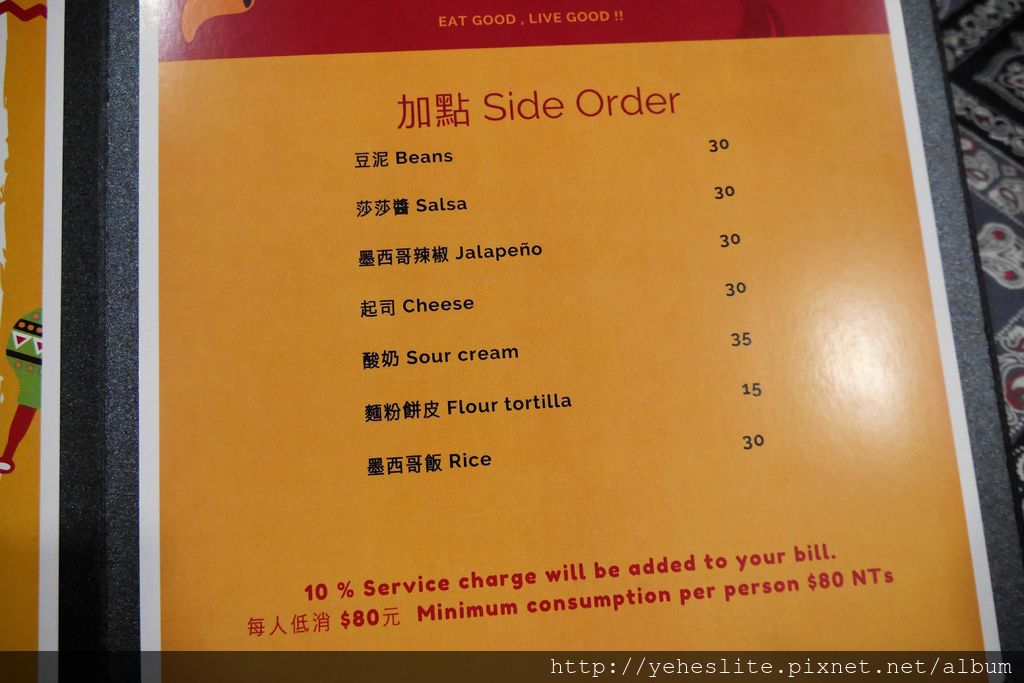 EAT GOOD , LIVE GOOD !!
加點 Side Order
豆泥 Beans 30
莎莎醬 Salsa 30
墨西哥辣椒 Jalapeño 30
起司 Cheese 30
酸奶 Sour cream 35
麵粉餅皮 Flour tortilla 15
墨西哥飯 Rice 30
10 % Service charge will be added to your bill.
每人低消 $80元 Minimum consumption per person $80 NTs
http://yeheslite.pixnet.net/album